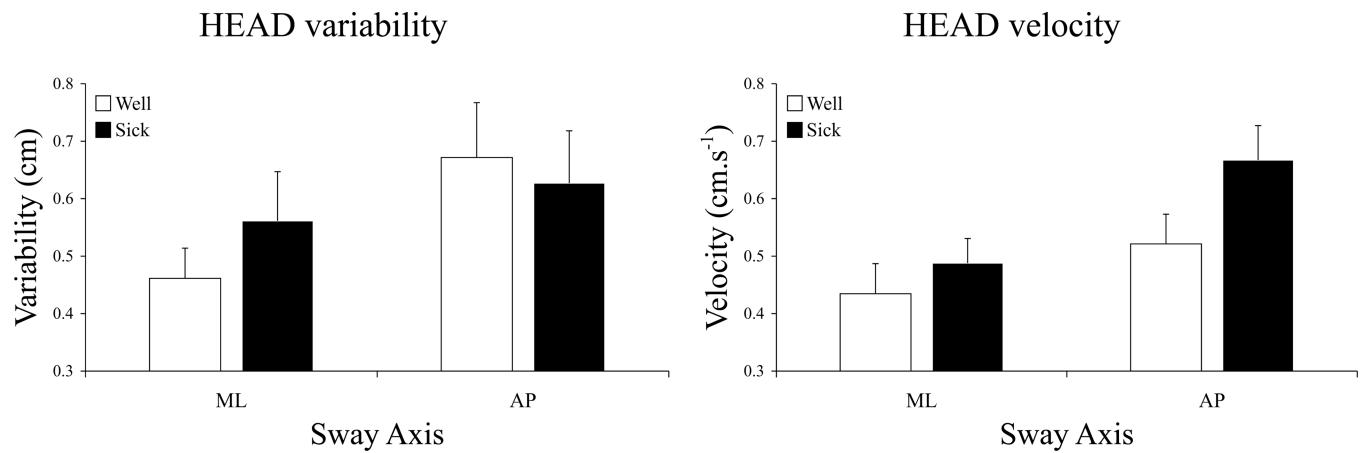 HEAD variability
Variability (cm)
0.8
0.7
0.6
0.5
0.4
0.3
Well
Sick
ML
AP
Sway Axis
HEAD velocity
Velocity (cm.s⁻¹)
0.8
0.7
0.6
0.5
0.4
0.3
Well
Sick
ML
AP
Sway Axis